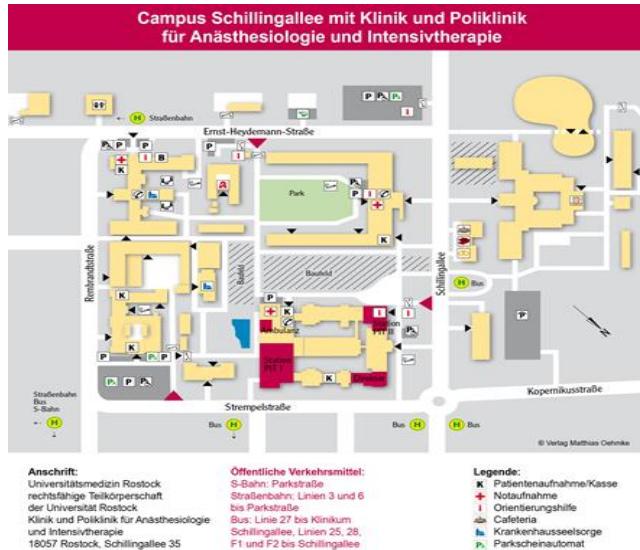 Campus Schillingallee mit Klinik und Poliklinik
für Anästhesiologie und Intensivtherapie
H Straßenbahn
Ernst-Heydemann-Straße
Park
Rembrandtstraße
Schillingallee
Baufeld
Baufeld
H Bus
Ambulanz
Station PIT I
Station PIT II
Direktor
Kopernikusstraße
Strempelstraße
Straßenbahn
Bus
S-Bahn
H
Bus H
Bus H
H Bus
© Verlag Matthias Oehmke
Anschrift:
Universitätsmedizin Rostock
rechtsfähige Teilkörperschaft
der Universität Rostock
Klinik und Poliklinik für Anästhesiologie
und Intensivtherapie
18057 Rostock, Schillingallee 35
Öffentliche Verkehrsmittel:
S-Bahn: Parkstraße
Straßenbahn: Linien 3 und 6
bis Parkstraße
Bus: Linie 27 bis Klinikum
Schillingallee, Linien 25, 28,
F1 und F2 bis Schillingallee
Legende:
K Patientenaufnahme/Kasse
Notaufnahme
i Orientierungshilfe
Cafeteria
Krankenhausseelsorge
P Parkscheinautomat